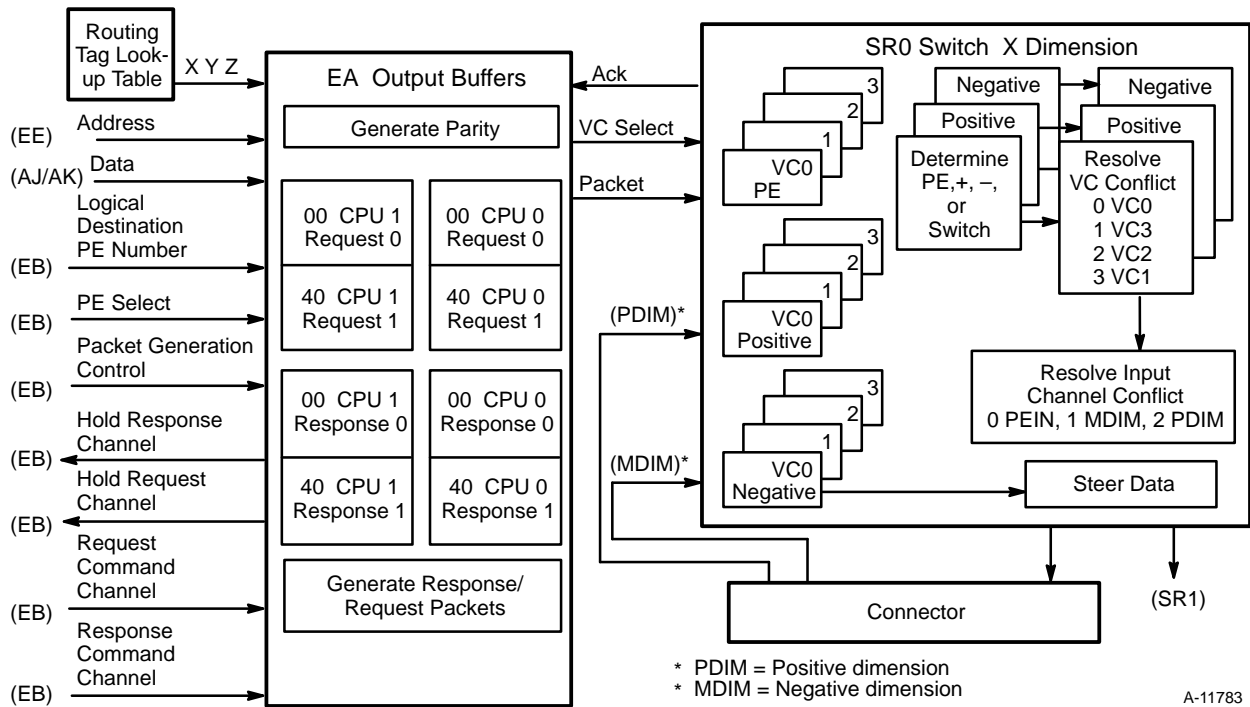 Routing
Tag Look-
up Table
X Y Z
(EE)
Address
(AJ/AK)
Data
Logical
Destination
PE Number
(EB)
PE Select
(EB)
Packet Generation
Control
(EB)
Hold Response
Channel
(EB)
Hold Request
Channel
(EB)
Request
Command
Channel
(EB)
Response
Command
Channel
(EB)
EA Output Buffers
Generate Parity
00 CPU 1
Request 0
00 CPU 0
Request 0
40 CPU 1
Request 1
40 CPU 0
Request 1
00 CPU 1
Response 0
00 CPU 0
Response 0
40 CPU 1
Response 1
40 CPU 0
Response 1
Generate Response/
Request Packets
Ack
VC Select
Packet
(PDIM)*
(MDIM)*
SR0 Switch X Dimension
3
2
1
VC0
PE
3
2
1
VC0
Positive
3
2
1
VC0
Negative
Negative
Positive
Determine
PE,+, –,
or
Switch
Negative
Positive
Resolve
VC Conflict
0 VC0
1 VC3
2 VC2
3 VC1
Resolve Input
Channel Conflict
0 PEIN, 1 MDIM, 2 PDIM
Steer Data
Connector
(SR1)
* PDIM = Positive dimension
* MDIM = Negative dimension
A-11783